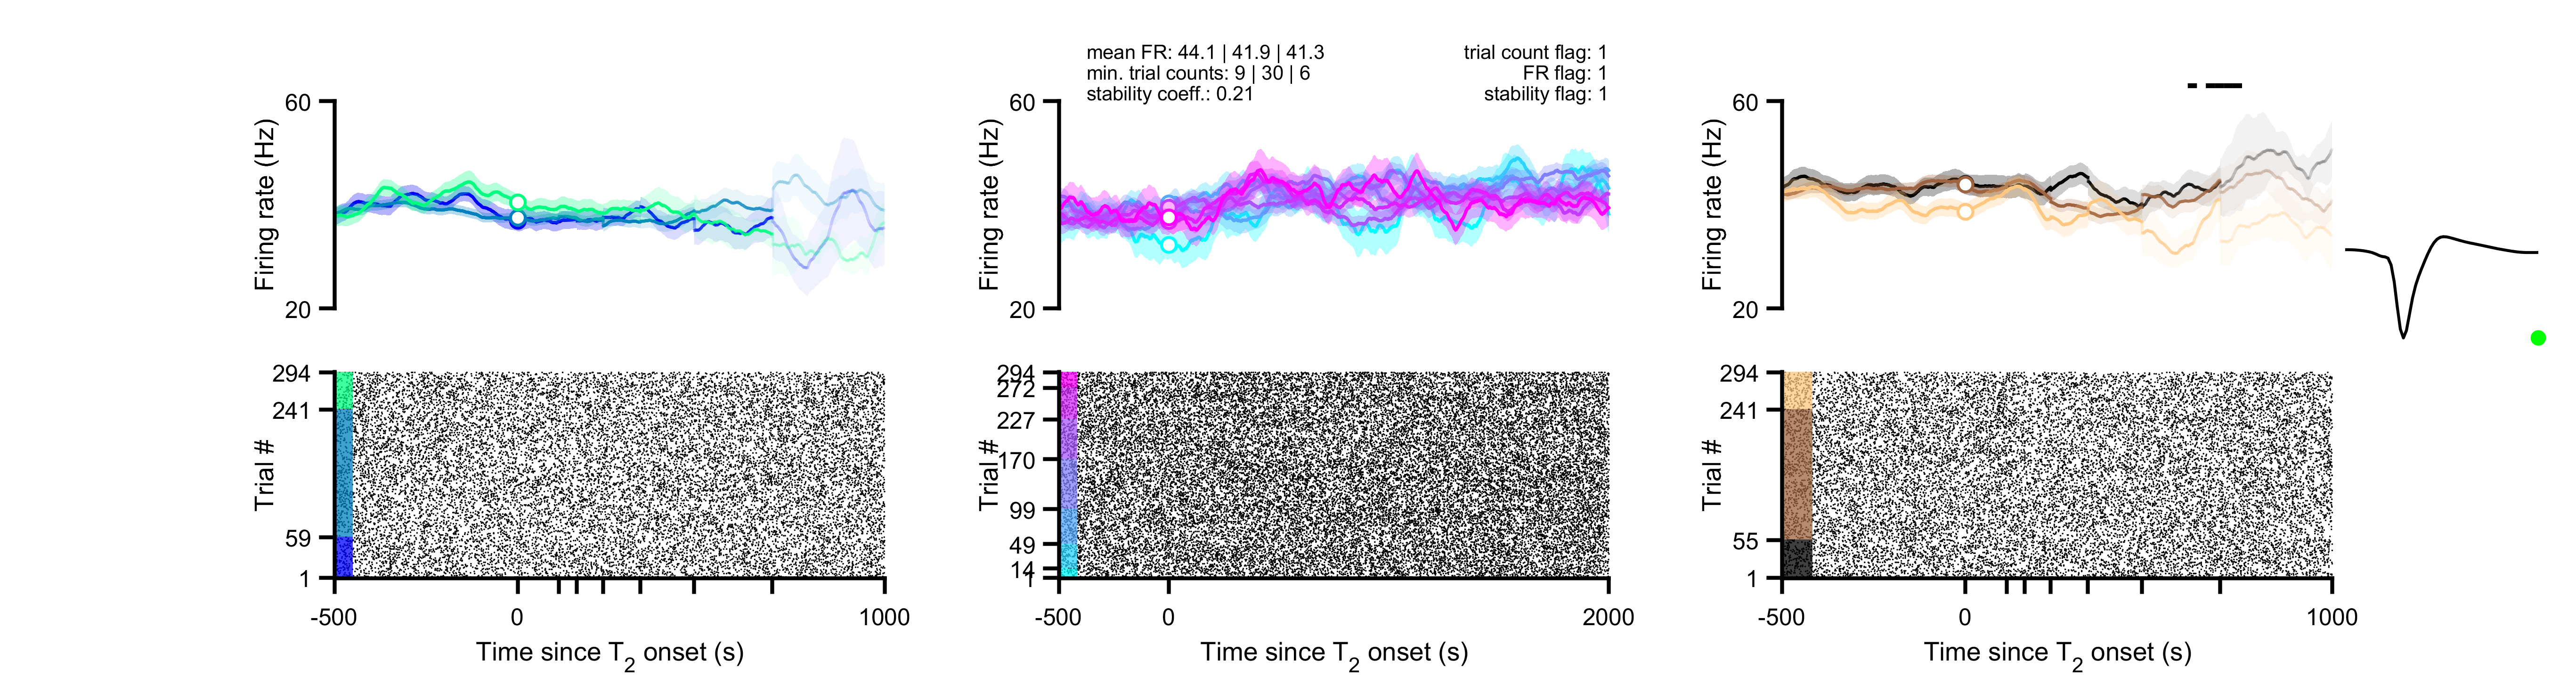 mean FR: 44.1 | 41.9 | 41.3
min. trial counts: 9 | 30 | 6
stability coeff.: 0.21
trial count flag: 1
FR flag: 1
stability flag: 1
60
Firing rate (Hz)
20
60
Firing rate (Hz)
20
60
Firing rate (Hz)
20
294
241
Trial #
59
1
-500
0
1000
Time since T2 onset (s)
294
272
227
Trial #
170
99
49
14
1
-500
0
2000
Time since T2 onset (s)
294
241
Trial #
55
1
-500
0
1000
Time since T2 onset (s)